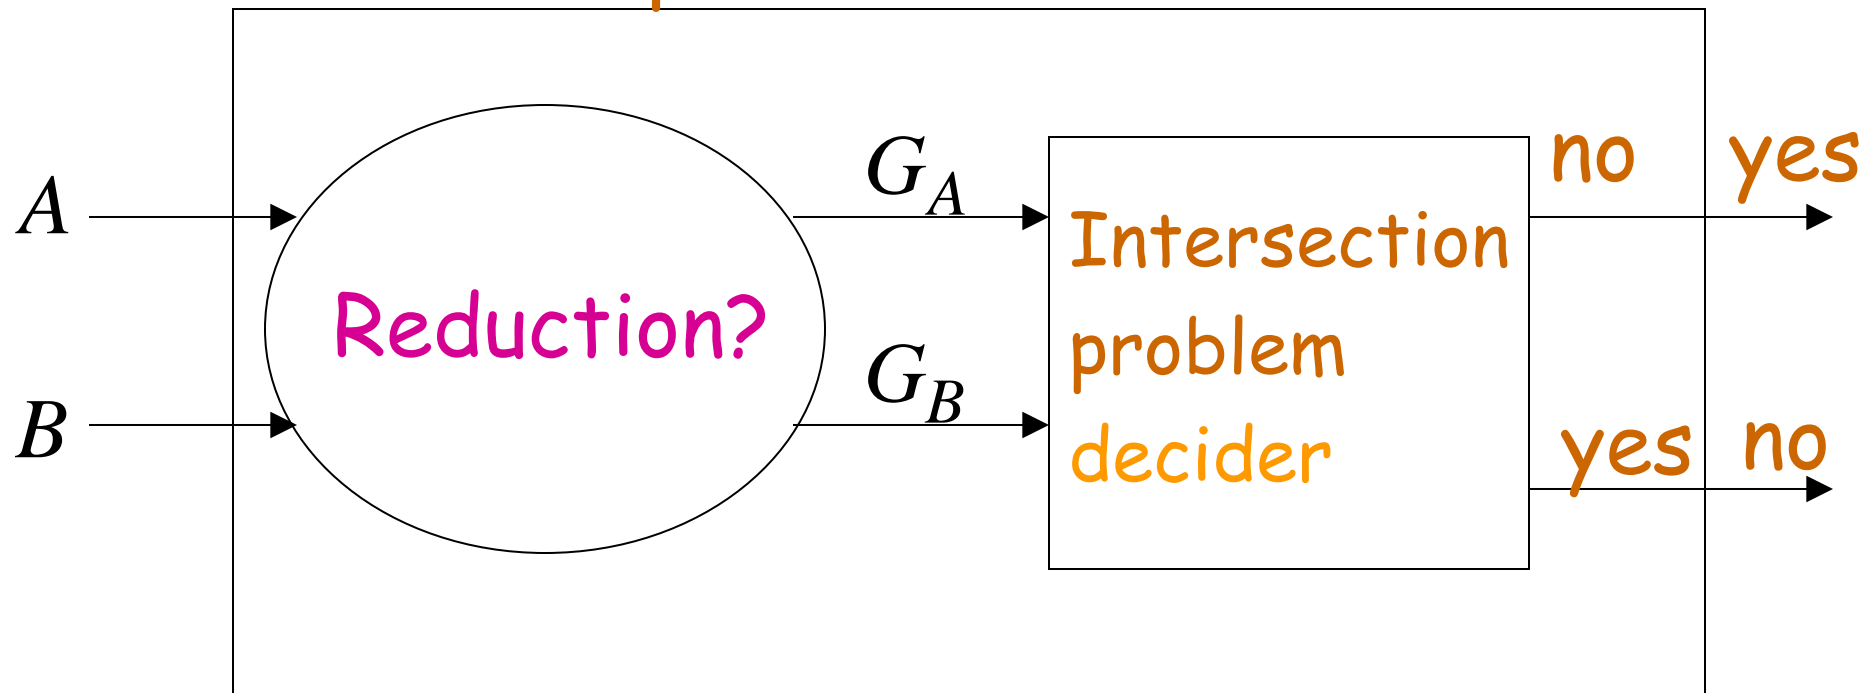 no yes
A G_A
Intersection
Reduction?
problem
B G_B
decider
yes no